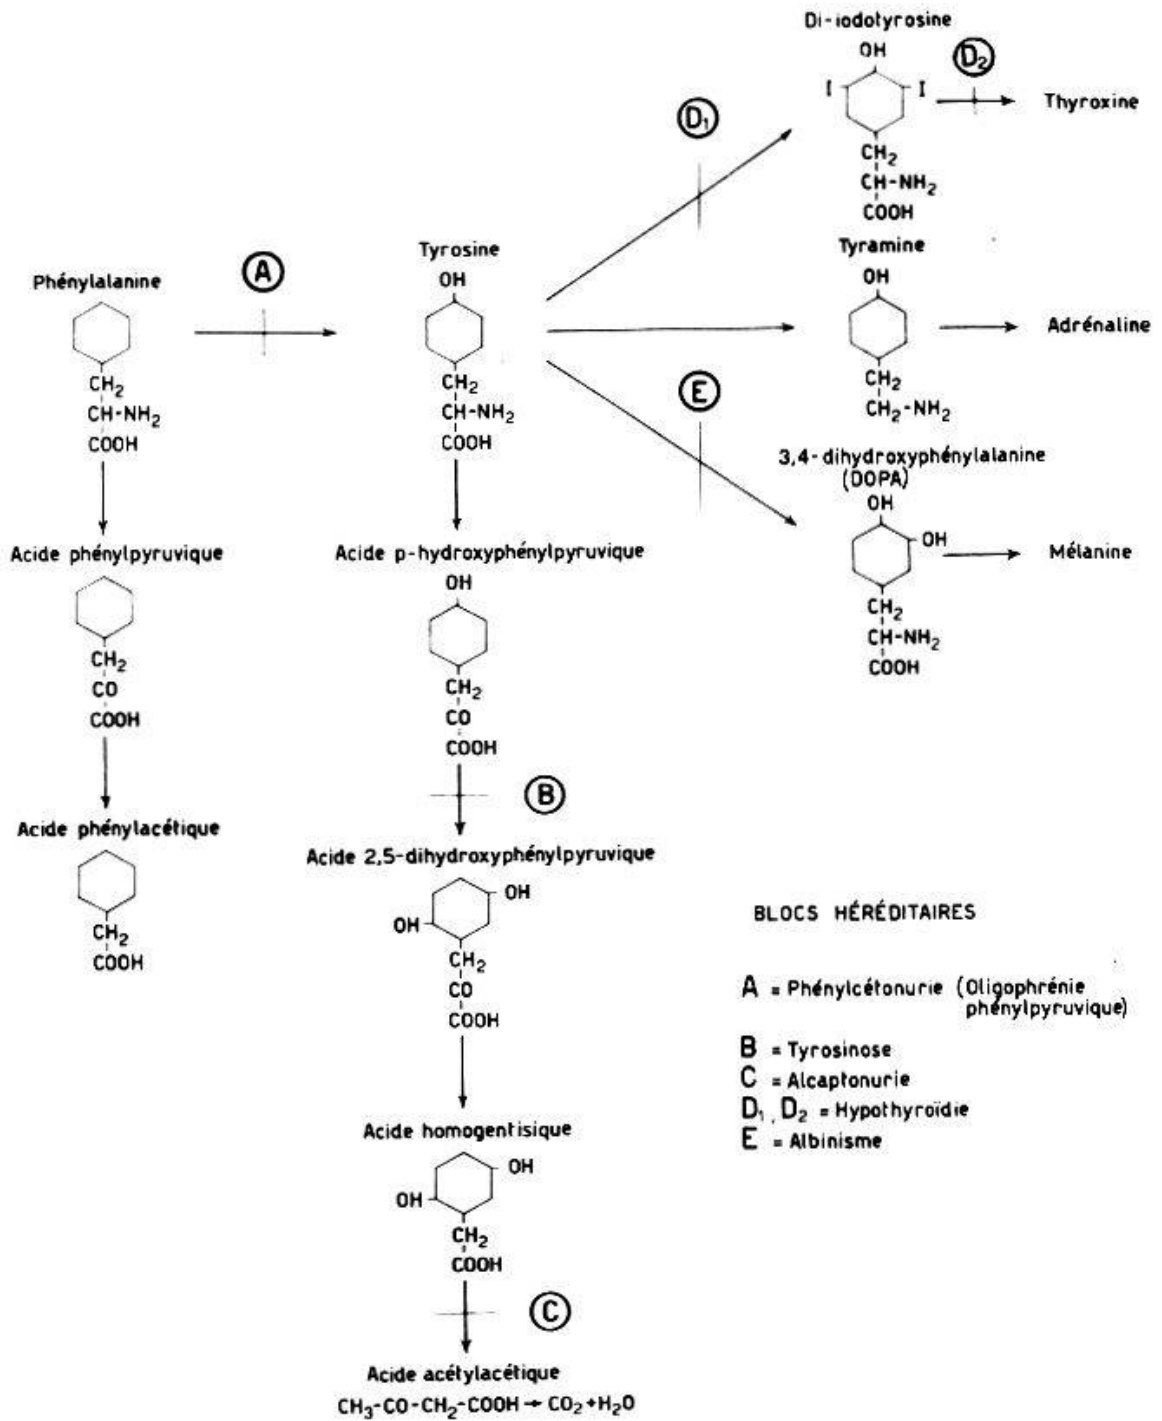 Di-iodotyrosine
OH
D₂
I
I
Thyroxine
D₁
CH₂
CH-NH₂
COOH
Phénylalanine
A
Tyrosine
OH
Tyramine
OH
Adrénaline
CH₂
CH-NH₂
COOH
CH₂
CH-NH₂
COOH
CH₂
CH₂-NH₂
E
3,4-dihydroxyphénylalanine
(DOPA)
OH
OH
Mélanine
CH₂
CH-NH₂
COOH
Acide phénylpyruvique
Acide p-hydroxyphénylpyruvique
OH
CH₂
CO
COOH
CH₂
CO
COOH
B
Acide phénylacétique
CH₂
COOH
Acide 2,5-dihydroxyphénylpyruvique
OH
OH
CH₂
CO
COOH
Acide homogentisique
OH
OH
CH₂
COOH
C
Acide acétylacétique
CH₃-CO-CH₂-COOH → CO₂+H₂O
BLOCS HÉRÉDITAIRES
A = Phénylcétonurie (Oligophrénie
phénylpyruvique)
B = Tyrosinose
C = Alcaptonurie
D₁, D₂ = Hypothyroïdie
E = Albinisme